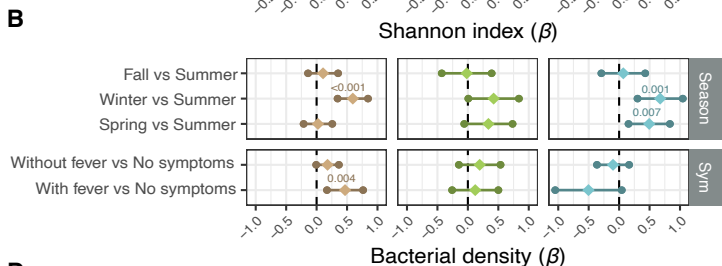 Shannon index (β)
B
Fall vs Summer
<0.001
Winter vs Summer
0.001
Spring vs Summer
0.007
Season
Without fever vs No symptoms
With fever vs No symptoms
0.004
Sym
-1.0 -0.5 0.0 0.5 1.0 -1.0 -0.5 0.0 0.5 1.0 -1.0 -0.5 0.0 0.5 1.0
Bacterial density (β)